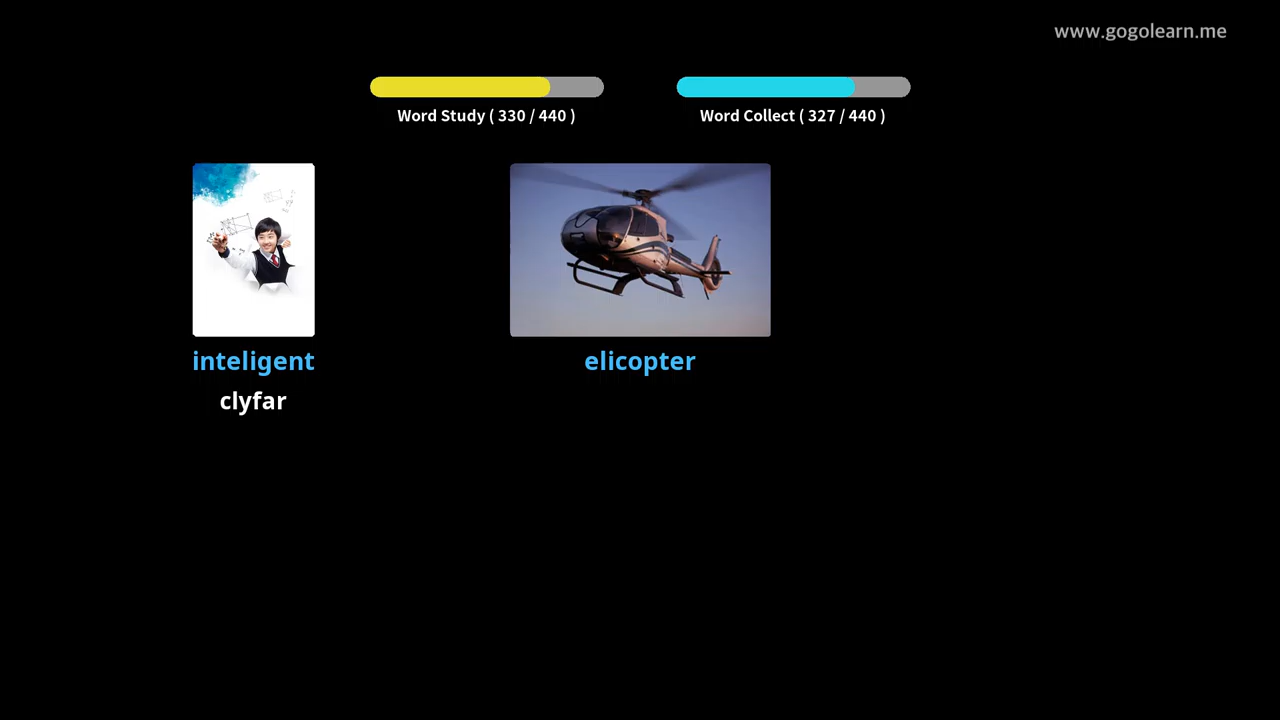 www.gogolearn.me
Word Study ( 330 / 440 )
Word Collect ( 327 / 440 )
inteligent
elicopter
clyfar